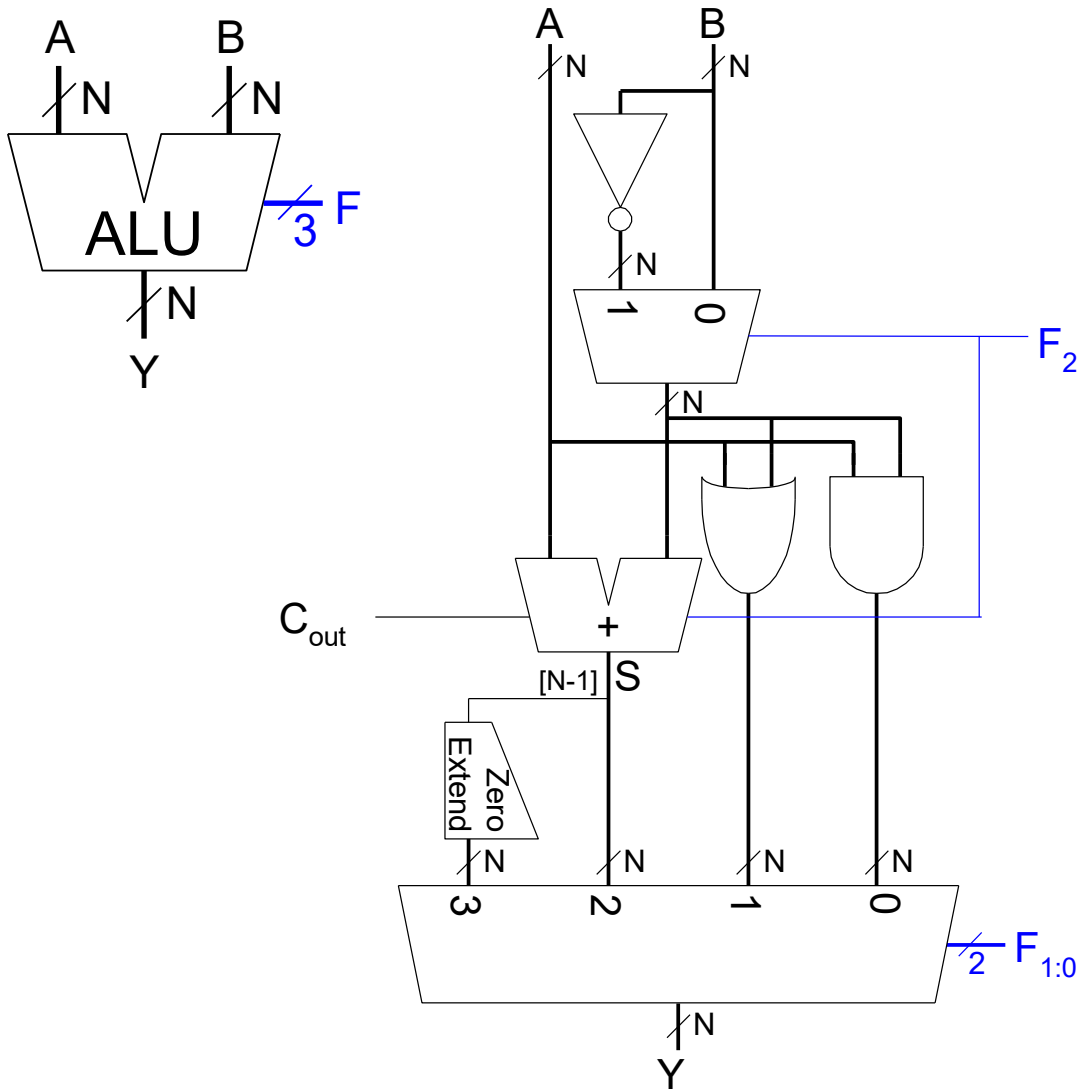 A B
N N
ALU
F
3
N
Y
A B
N N
N
1 0
F2
N
Cout
+
[N-1] S
Zero
Extend
N N N N
3 2 1 0
2 F1:0
N
Y